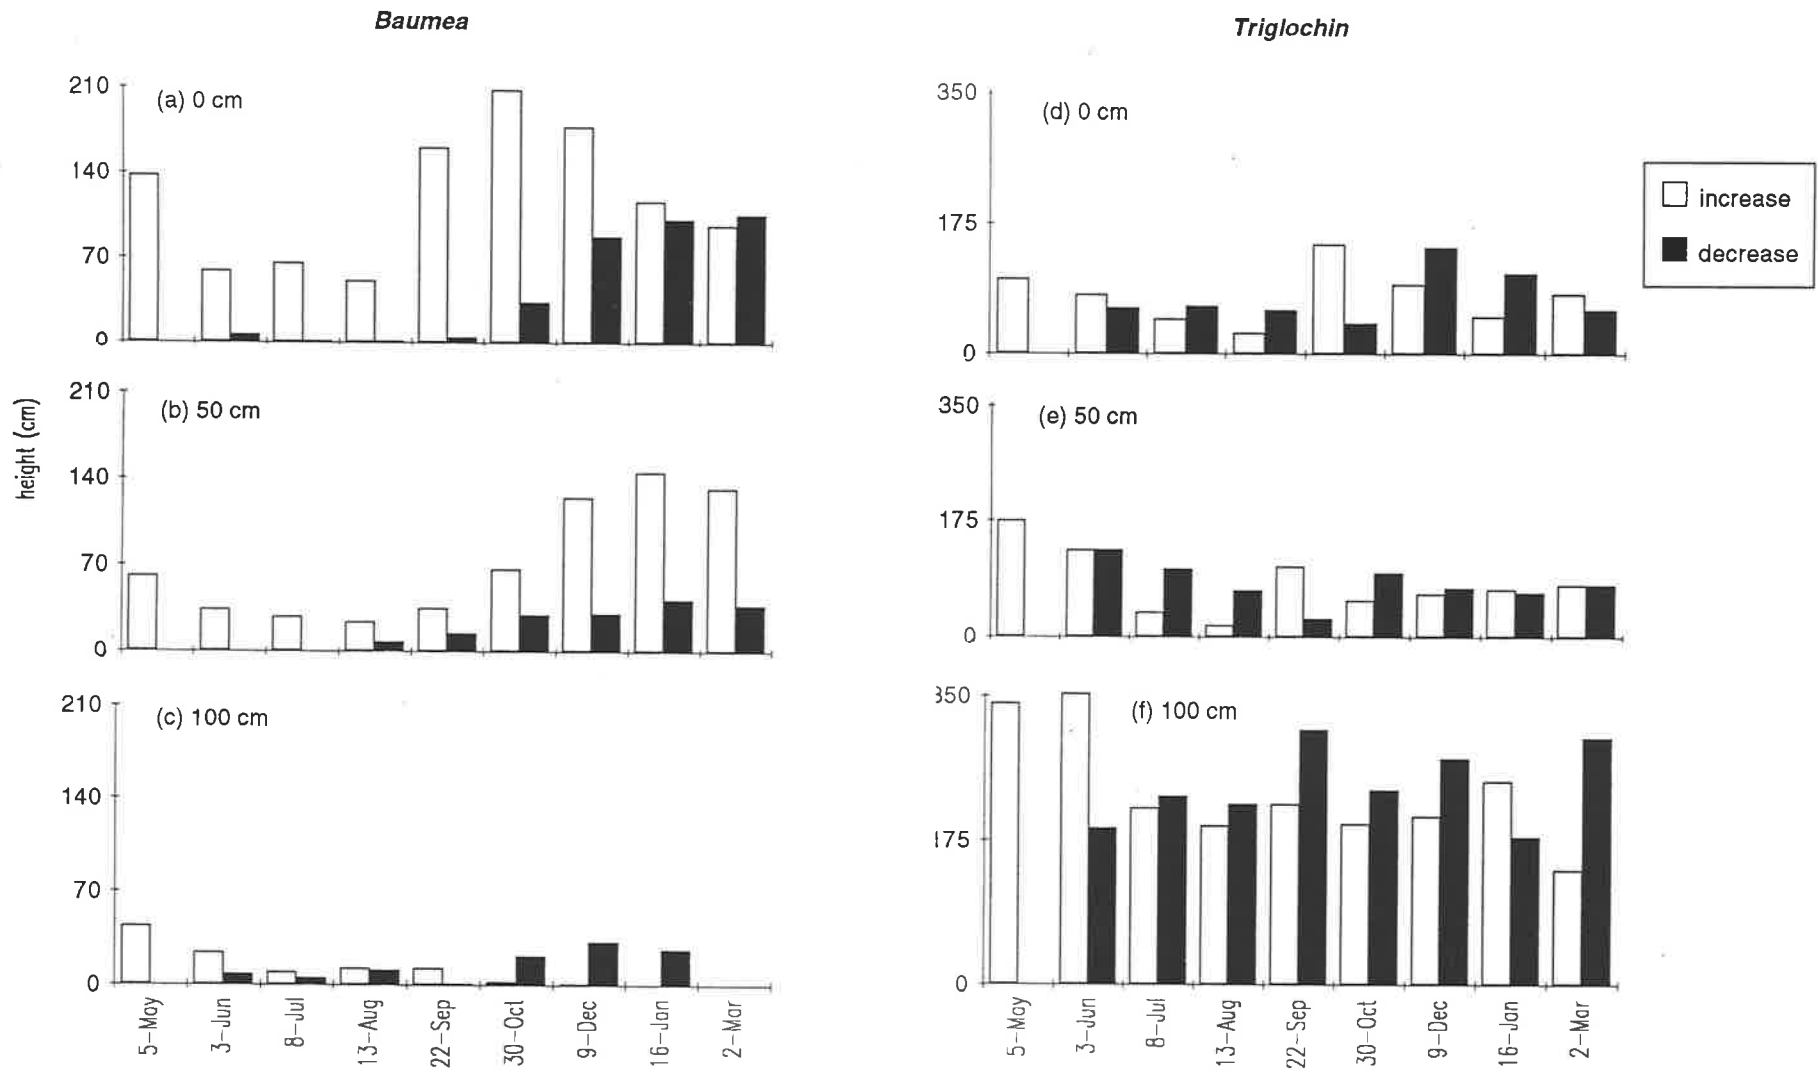 Baumea
Triglochin
210
140
70
0
(a) 0 cm
350
175
0
(d) 0 cm
increase
decrease
height (cm)
210
140
70
0
(b) 50 cm
350
175
0
(e) 50 cm
210
140
70
0
(c) 100 cm
350
175
0
(f) 100 cm
5-May
3-Jun
8-Jul
13-Aug
22-Sep
30-Oct
9-Dec
16-Jan
2-Mar
5-May
3-Jun
8-Jul
13-Aug
22-Sep
30-Oct
9-Dec
16-Jan
2-Mar